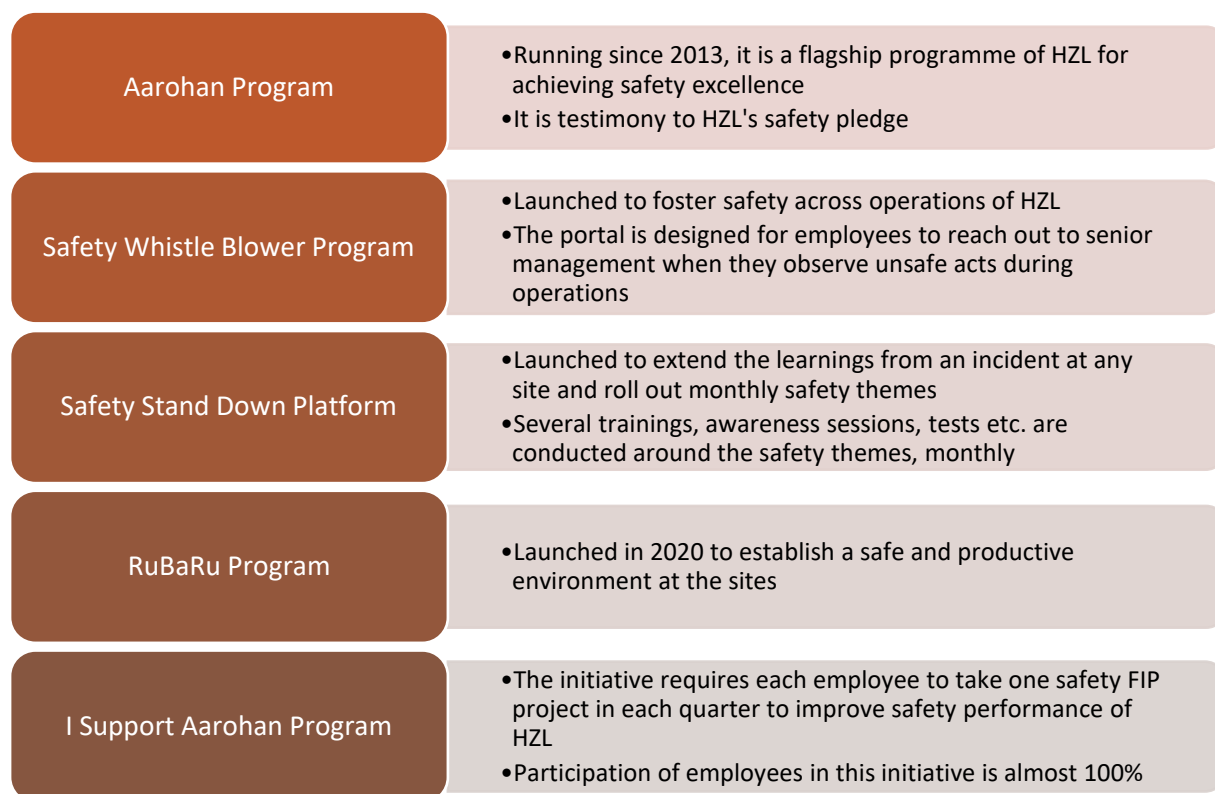 Aarohan Program
•Running since 2013, it is a flagship programme of HZL for
achieving safety excellence
•It is testimony to HZL's safety pledge
Safety Whistle Blower Program
•Launched to foster safety across operations of HZL
•The portal is designed for employees to reach out to senior
management when they observe unsafe acts during
operations
Safety Stand Down Platform
•Launched to extend the learnings from an incident at any
site and roll out monthly safety themes
•Several trainings, awareness sessions, tests etc. are
conducted around the safety themes, monthly
RuBaRu Program
•Launched in 2020 to establish a safe and productive
environment at the sites
I Support Aarohan Program
•The initiative requires each employee to take one safety FIP
project in each quarter to improve safety performance of
HZL
•Participation of employees in this initiative is almost 100%